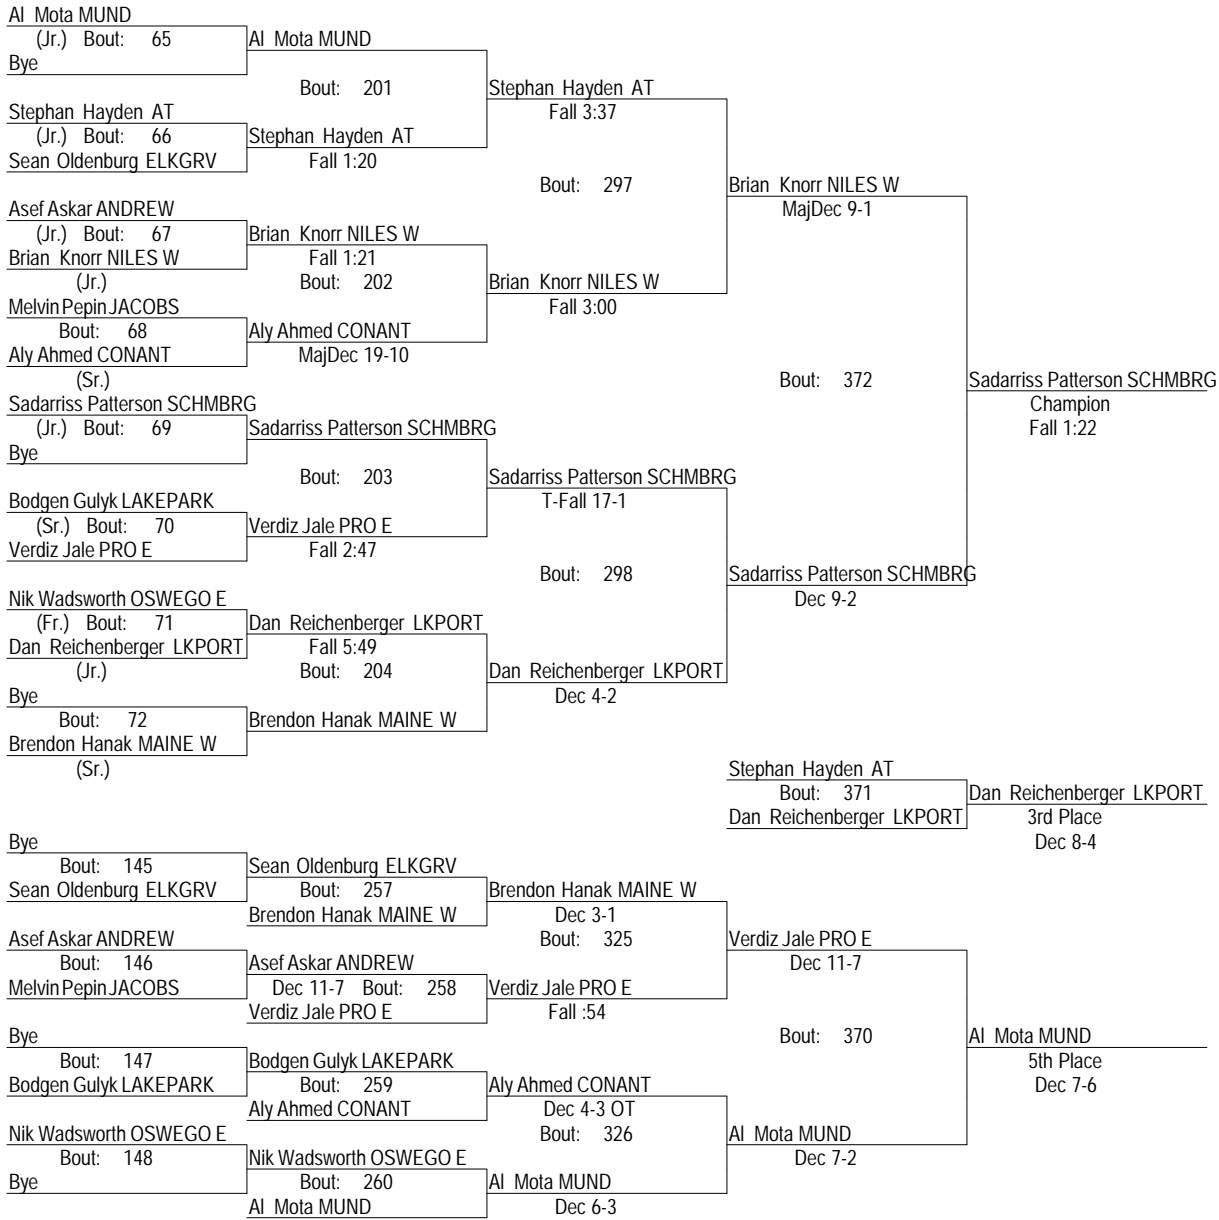 Al Mota MUND
(Jr.) Bout: 65 Al Mota MUND
Bye
Bout: 201 Stephan Hayden AT
Stephan Hayden AT Fall 3:37
(Jr.) Bout: 66 Stephan Hayden AT
Sean Oldenburg ELKGRV Fall 1:20
Bout: 297 Brian Knorr NILES W
Asef Askar ANDREW MajDec 9-1
(Jr.) Bout: 67 Brian Knorr NILES W
Brian Knorr NILES W Fall 1:21
(Jr.) Bout: 202 Brian Knorr NILES W
Melvin Pepin JACOBS Fall 3:00
Bout: 68 Aly Ahmed CONANT
Aly Ahmed CONANT MajDec 19-10
(Sr.) Bout: 372 Sadarriss Patterson SCHMBRG
Sadarriss Patterson SCHMBRG Champion
(Jr.) Bout: 69 Sadarriss Patterson SCHMBRG Fall 1:22
Bye
Bout: 203 Sadarriss Patterson SCHMBRG
Bodgen Gulyk LAKEPARK T-Fall 17-1
(Sr.) Bout: 70 Verdiz Jale PRO E
Verdiz Jale PRO E Fall 2:47
Bout: 298 Sadarriss Patterson SCHMBRG
Nik Wadsworth OSWEGO E Dec 9-2
(Fr.) Bout: 71 Dan Reichenberger LKPORT
Dan Reichenberger LKPORT Fall 5:49
(Jr.) Bout: 204 Dan Reichenberger LKPORT
Bye Dec 4-2
Bout: 72 Brendon Hanak MAINE W
Brendon Hanak MAINE W
(Sr.) Stephan Hayden AT
Bout: 371 Dan Reichenberger LKPORT
Dan Reichenberger LKPORT 3rd Place
Bye Dec 8-4
Bout: 145 Sean Oldenburg ELKGRV
Sean Oldenburg ELKGRV Bout: 257 Brendon Hanak MAINE W
Brendon Hanak MAINE W Dec 3-1
Asef Askar ANDREW Bout: 325 Verdiz Jale PRO E
Bout: 146 Asef Askar ANDREW Dec 11-7
Melvin Pepin JACOBS Dec 11-7 Bout: 258 Verdiz Jale PRO E
Verdiz Jale PRO E Fall :54
Bye Bout: 370 Al Mota MUND
Bout: 147 Bodgen Gulyk LAKEPARK 5th Place
Bodgen Gulyk LAKEPARK Bout: 259 Aly Ahmed CONANT Dec 7-6
Aly Ahmed CONANT Dec 4-3 OT
Nik Wadsworth OSWEGO E Bout: 326 Al Mota MUND
Bout: 148 Nik Wadsworth OSWEGO E Dec 7-2
Bye Bout: 260 Al Mota MUND
Al Mota MUND Dec 6-3